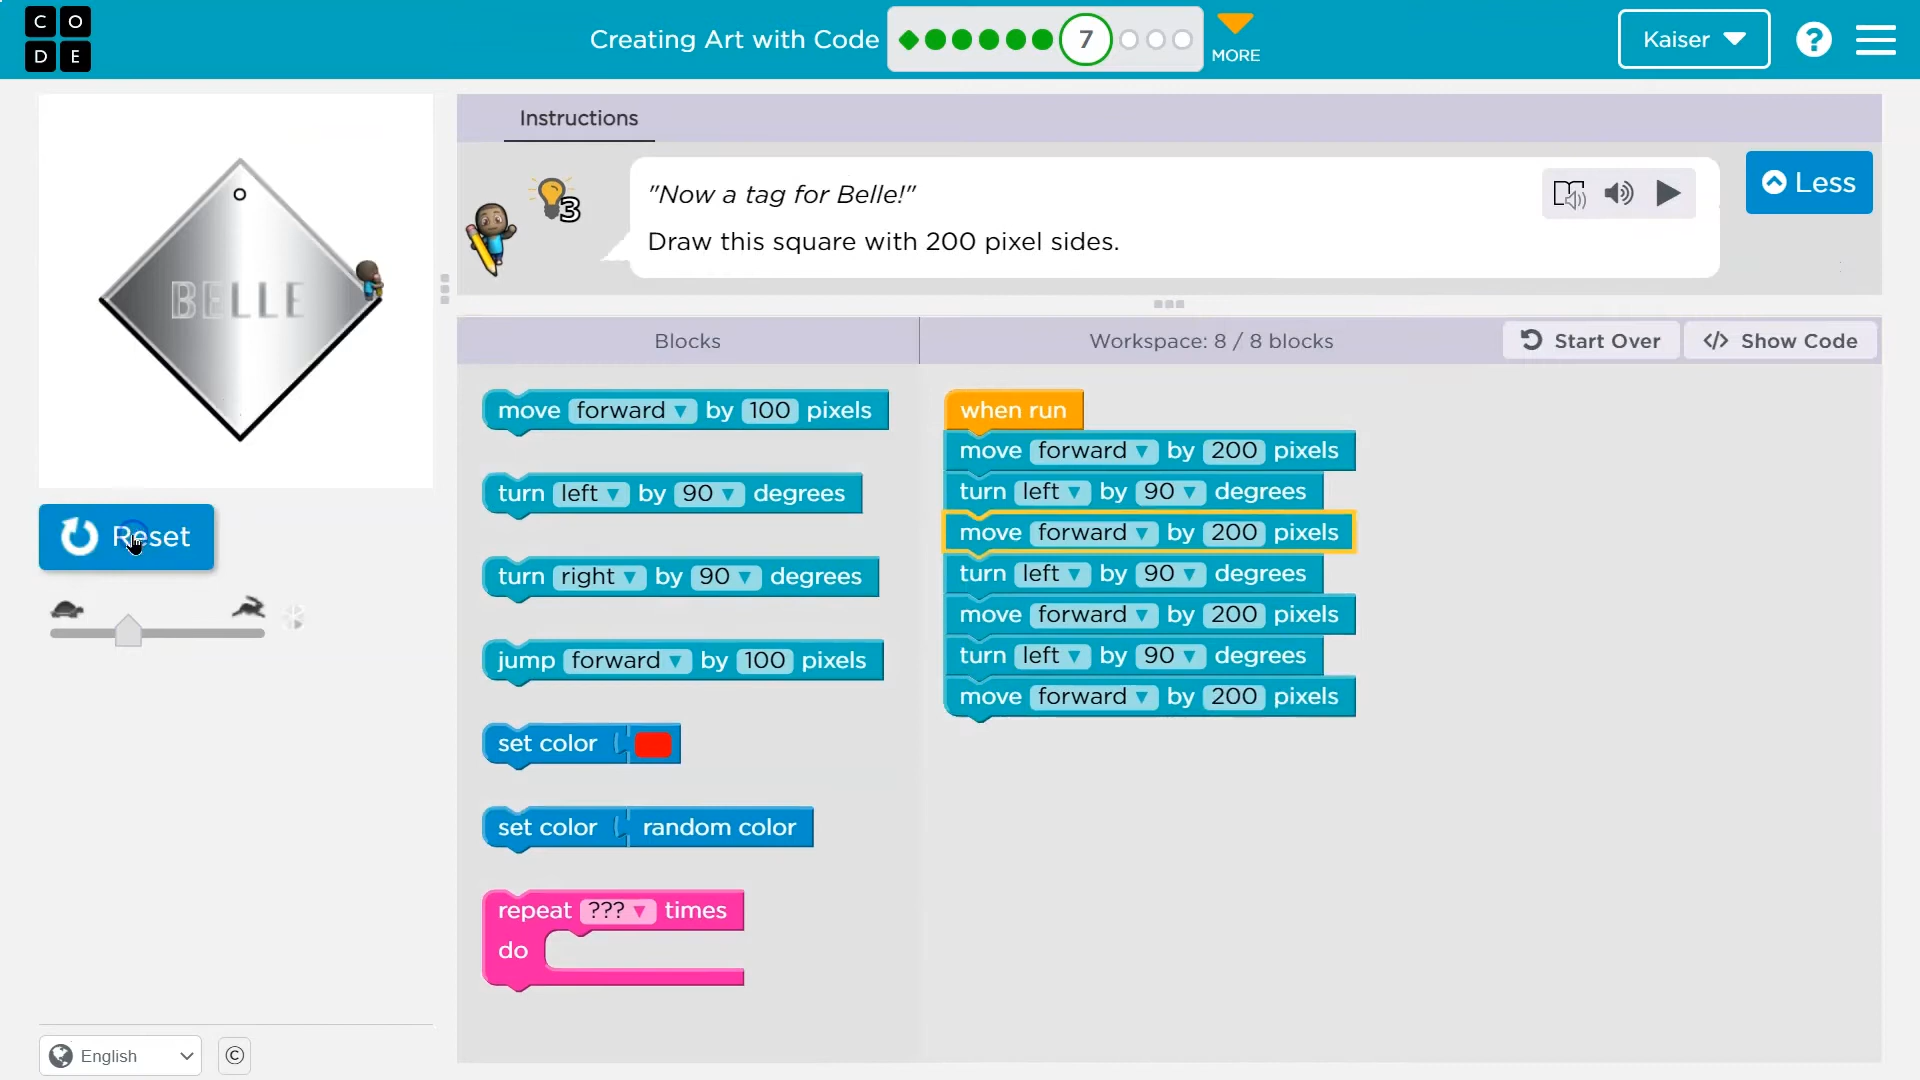 C O
D E
Creating Art with Code
7
MORE
Kaiser
?
BELLE
Reset
Instructions
3
"Now a tag for Belle!"
Draw this square with 200 pixel sides.
Less
Blocks
Workspace: 8 / 8 blocks
Start Over
</> Show Code
move forward by 100 pixels
turn left by 90 degrees
turn right by 90 degrees
jump forward by 100 pixels
set color
set color random color
repeat ??? times
do
when run
move forward by 200 pixels
turn left by 90 degrees
move forward by 200 pixels
turn left by 90 degrees
move forward by 200 pixels
turn left by 90 degrees
move forward by 200 pixels
English
©